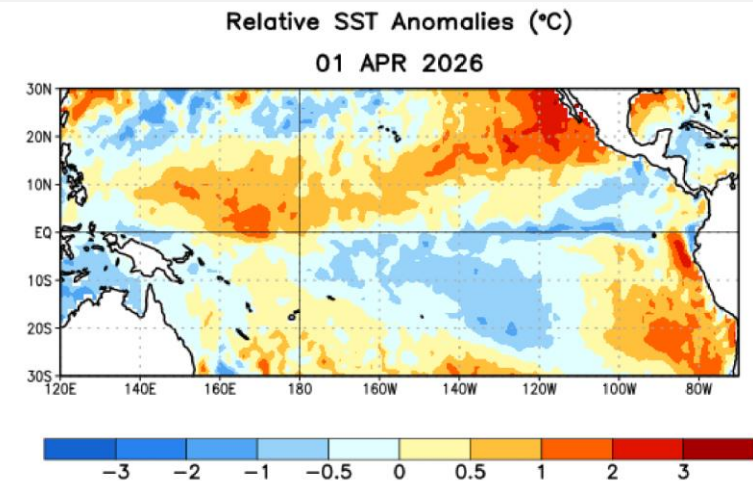 Relative SST Anomalies (°C)
01 APR 2026
30N
20N
10N
EQ
10S
20S
30S
120E 140E 160E 180 160W 140W 120W 100W 80W
-3 -2 -1 -0.5 0 0.5 1 2 3